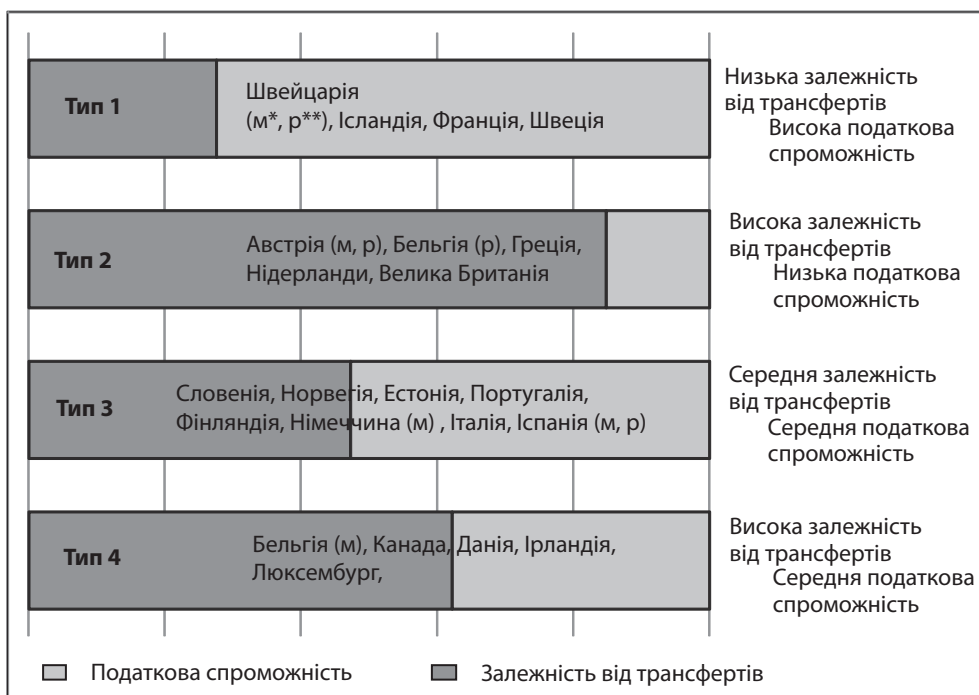 Тип 1
Швейцарія
(м*, р**), Ісландія, Франція, Швеція
Низька залежність
від трансфертів
Висока податкова
спроможність
Тип 2
Австрія (м, р), Бельгія (р), Греція,
Нідерланди, Велика Британія
Висока залежність
від трансфертів
Низька податкова
спроможність
Тип 3
Словенія, Норвегія, Естонія, Португалія,
Фінляндія, Німеччина (м) , Італія, Іспанія (м, р)
Середня залежність
від трансфертів
Середня податкова
спроможність
Тип 4
Бельгія (м), Канада, Данія, Ірландія,
Люксембург,
Висока залежність
від трансфертів
Середня податкова
спроможність
Податкова спроможність
Залежність від трансфертів